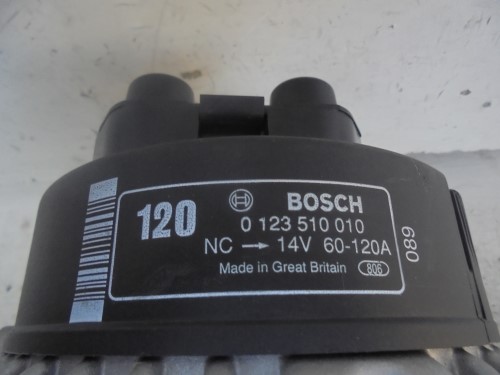 120
BOSCH
0 123 510 010
NC → 14V 60-120A
Made in Great Britain 806
089